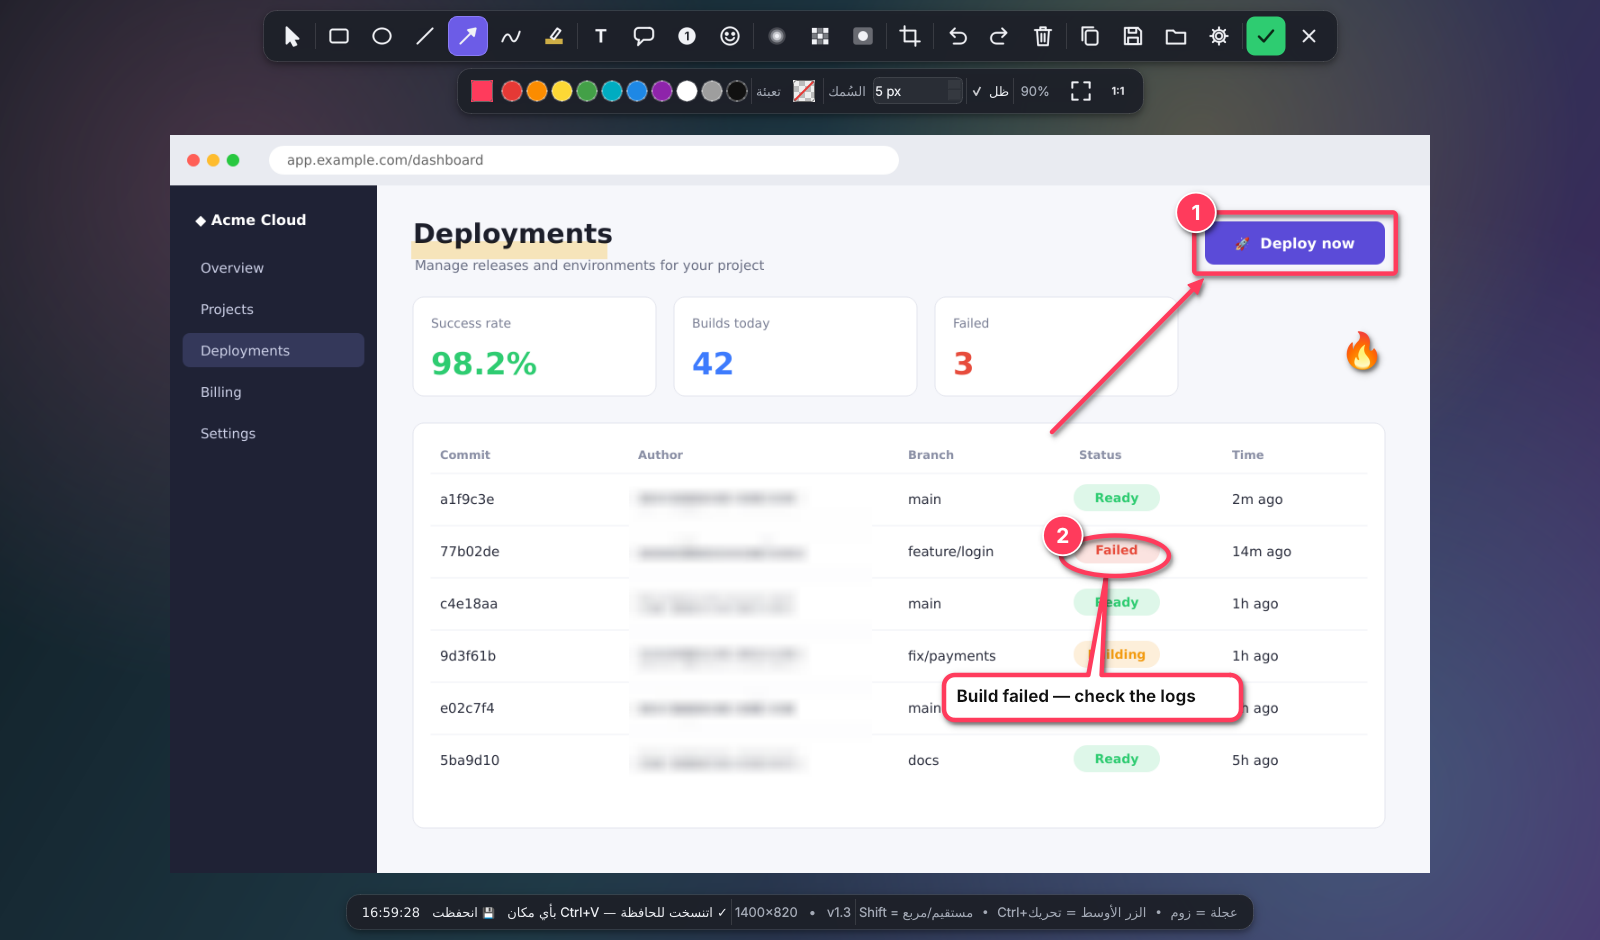 T
1
تعبئة
السُمك
5 px
✓ ظل
90%
1:1
app.example.com/dashboard
◆ Acme Cloud
Overview
Projects
Deployments
Billing
Settings
Deployments
Manage releases and environments for your project
1
🚀 Deploy now
Success rate
98.2%
Builds today
42
Failed
3
Commit Author Branch Status Time
a1f9c3e main Ready 2m ago
77b02de feature/login 2 Failed 14m ago
c4e18aa main Ready 1h ago
9d3f61b fix/payments 1h ago
Build failed — check the logs
e02c7f4 main
5ba9d10 docs Ready 5h ago
16:59:28 انحفظت 💾 ✓ انتسخت للحافظة — Ctrl+V بأي مكان
1400×820 • v1.3
عجلة = زوم • الزر الأوسط = تحريك • Ctrl+مستقيم/مربع = Shift